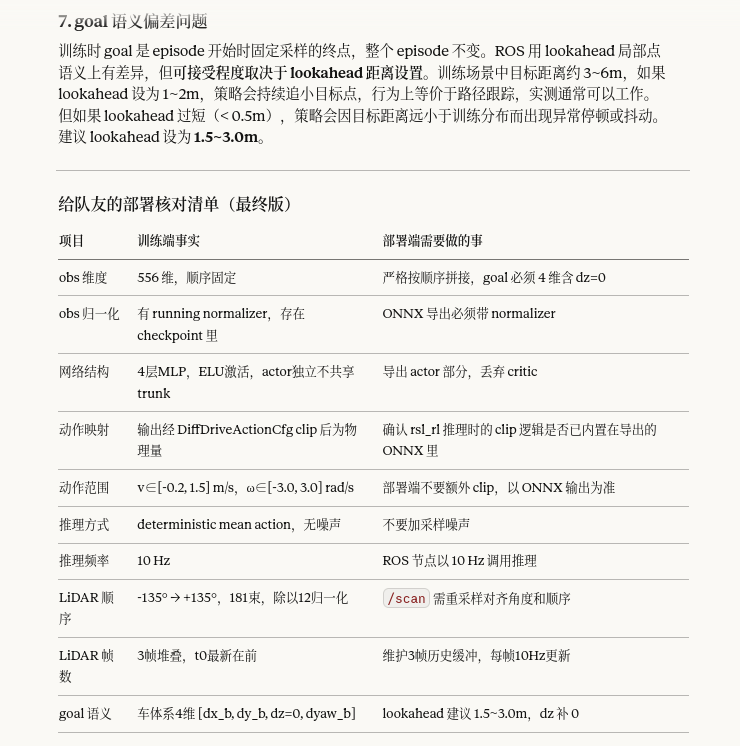 7. goal 语义偏差问题
训练时 goal 是 episode 开始时固定采样的终点，整个 episode 不变。ROS 用 lookahead 局部点
语义上有差异，但可接受程度取决于 lookahead 距离设置。训练场景中目标距离约 3~6m，如果
lookahead 设为 1~2m，策略会持续追小目标点，行为上等价于路径跟踪，实测通常可以工作。
但如果 lookahead 过短（< 0.5m），策略会因目标距离远小于训练分布而出现异常停顿或抖动。
建议 lookahead 设为 1.5~3.0m。
给队友的部署核对清单（最终版）
项目 训练端事实 部署端需要做的事
obs 维度 556 维，顺序固定 严格按顺序拼接，goal 必须 4 维含 dz=0
obs 归一化 有 running normalizer，存在 ONNX 导出必须带 normalizer
checkpoint 里
网络结构 4层MLP，ELU激活，actor独立不共享 导出 actor 部分，丢弃 critic
trunk
动作映射 输出经 DiffDriveActionCfg clip 后为物 确认 rsl_rl 推理时的 clip 逻辑是否已内置在导出的
理量 ONNX 里
动作范围 v∈[-0.2, 1.5] m/s，ω∈[-3.0, 3.0] rad/s 部署端不要额外 clip，以 ONNX 输出为准
推理方式 deterministic mean action，无噪声 不要加采样噪声
推理频率 10 Hz ROS 节点以 10 Hz 调用推理
LiDAR 顺 -135° → +135°，181束，除以12归一化 /scan 需重采样对齐角度和顺序
序
LiDAR 帧 3帧堆叠，t0最新在前 维护3帧历史缓冲，每帧10Hz更新
数
goal 语义 车体系4维 [dx_b, dy_b, dz=0, dyaw_b] lookahead 建议 1.5~3.0m，dz 补 0